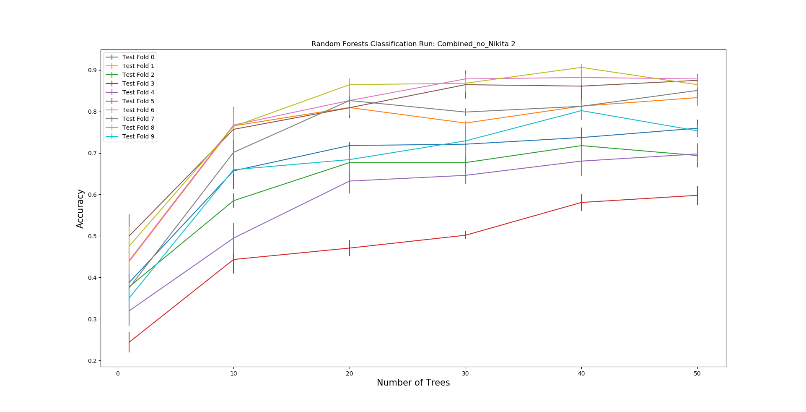 Random Forests Classification Run: Combined_no_Nikita 2
Test Fold 0
Test Fold 1
Test Fold 2
Test Fold 3
Test Fold 4
Test Fold 5
Test Fold 6
Test Fold 7
Test Fold 8
Test Fold 9
Accuracy
0.9
0.8
0.7
0.6
0.5
0.4
0.3
0.2
0
10
20
30
40
50
Number of Trees